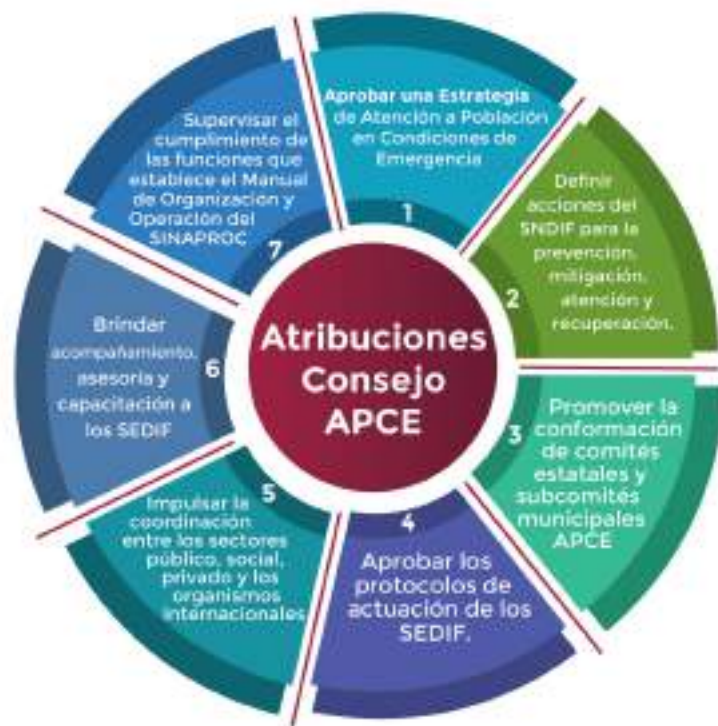 Atribuciones
Consejo
APCE
1
Aprobar una Estrategia
de Atención a Población
en Condiciones de
Emergencia
2
Definir
acciones del
SNDIF para la
prevención,
mitigación,
atención y
recuperación.
3
Promover la
conformación
de comités
estatales y
subcomités
municipales
APCE
4
Aprobar los
protocolos de
actuación de los
SEDIF.
5
Impulsar la
coordinación
entre los sectores
público, social,
privado y los
organismos
internacionales
6
Brindar
acompañamiento,
asesoría y
capacitación a
los SEDIF
7
Supervisar el
cumplimiento de
las funciones que
establece el Manual
de Organización y
Operación del
SINAPROC